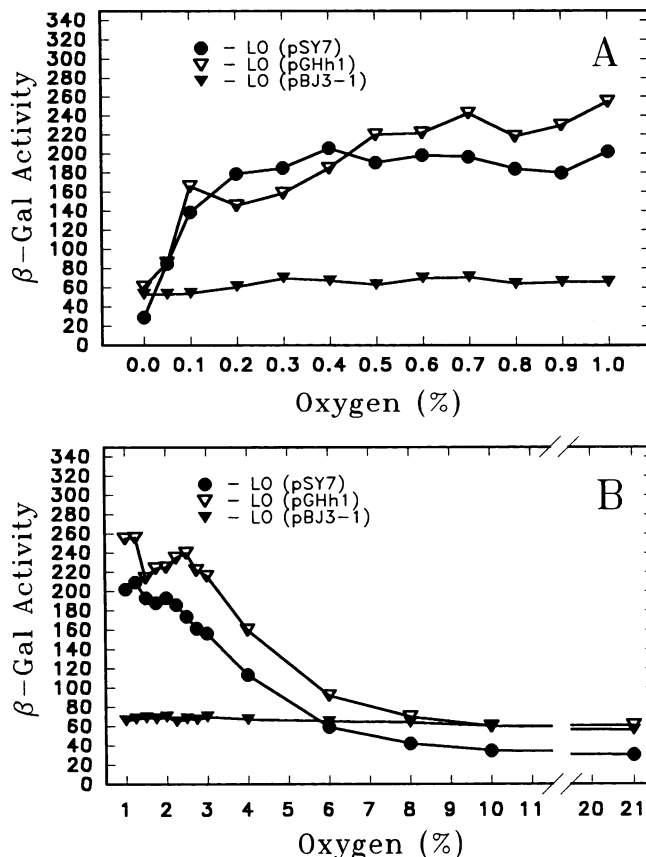 340
320
300
280
260
240
220
200
180
160
140
120
100
80
60
40
20
0
β-Gal Activity
● - LO (pSY7)
▽ - LO (pGHh1)
▼ - LO (pBJ3-1)
A
0.0 0.1 0.2 0.3 0.4 0.5 0.6 0.7 0.8 0.9 1.0
Oxygen (%)
340
320
300
280
260
240
220
200
180
160
140
120
100
80
60
40
20
0
β-Gal Activity
● - LO (pSY7)
▽ - LO (pGHh1)
▼ - LO (pBJ3-1)
B
1 2 3 4 5 6 7 8 9 10 11 20 21
Oxygen (%)